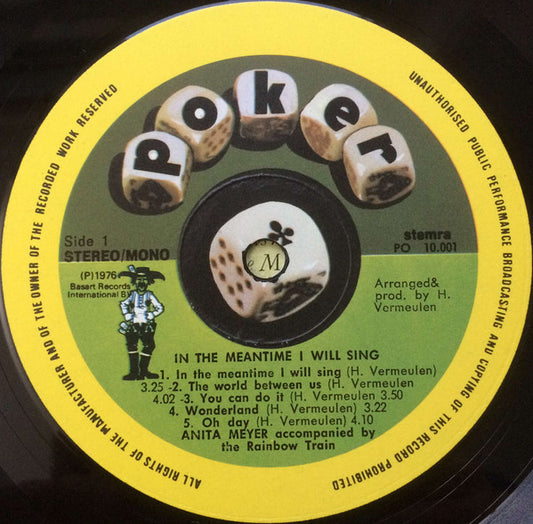 poker
Side 1
STEREO/MONO
(P)1976
Basart Records
International BV
stemra
PO 10.001
Arranged&
prod. by H.
Vermeulen
M
IN THE MEANTIME I WILL SING
1. In the meantime I will sing (H. Vermeulen)
3.25 -2. The world between us (H. Vermeulen
4.02 -3. You can do it (H. Vermeulen 3.50
4. Wonderland (H. Vermeulen) 3.22
5. Oh day (H. Vermeulen) 4.10
ANITA MEYER accompanied by
the Rainbow Train
ALL RIGHTS OF THE MANUFACTURER AND OF THE OWNER OF THE RECORDED WORK RESERVED
UNAUTHORISED PUBLIC PERFORMANCE BROADCASTING AND COPYING OF THIS RECORD PROHIBITED